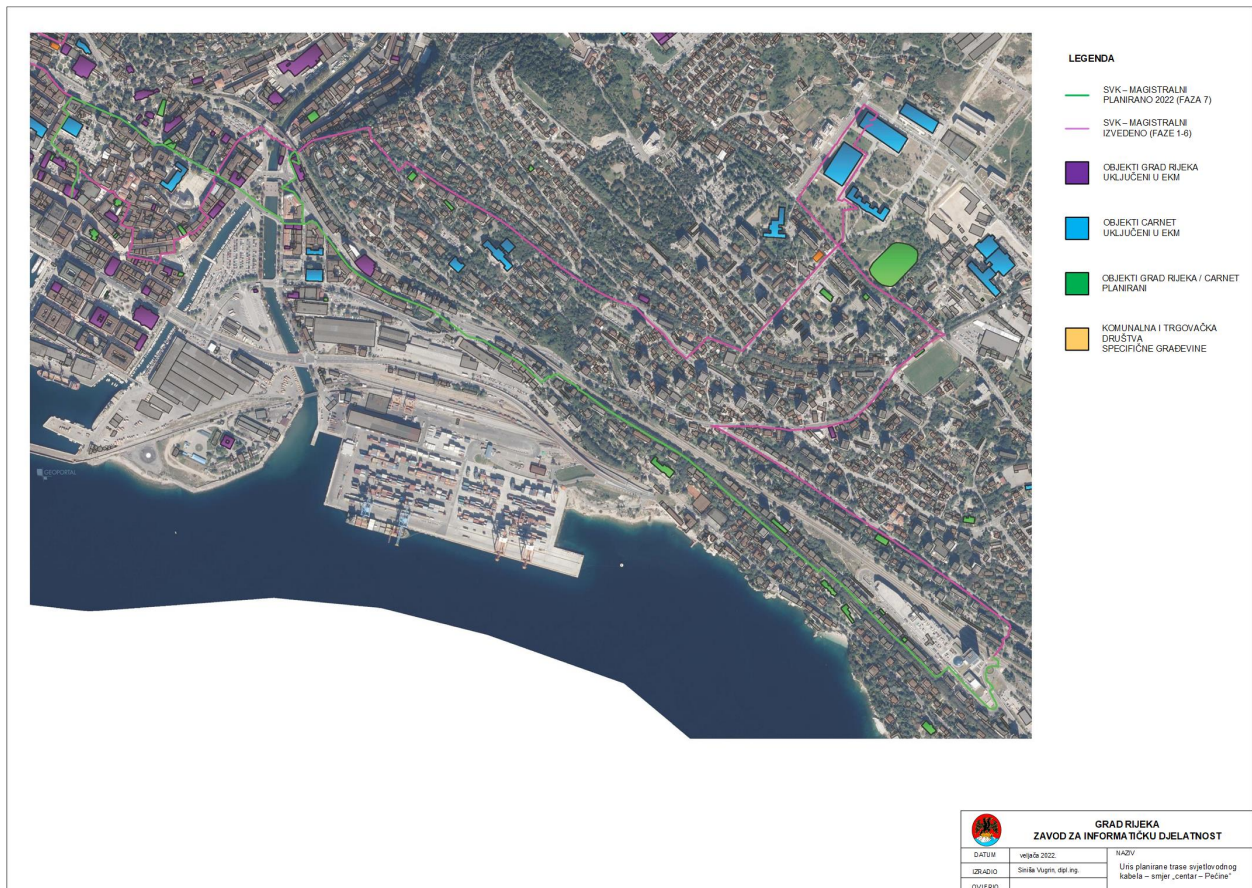 LEGENDA
SVK – MAGISTRALNI
PLANIRANO 2022 (FAZA 7)
SVK – MAGISTRALNI
IZVEDENO (FAZE 1-6)
OBJEKTI GRAD RIJEKA
UKLJUČENI U EKM
OBJEKTI CARNET
UKLJUČENI U EKM
OBJEKTI GRAD RIJEKA / CARNET
PLANIRANI
KOMUNALNA I TRGOVAČKA
DRUŠTVA
SPECIFIČNE GRAĐEVINE
GEOPORTAL
GRAD RIJEKA
ZAVOD ZA INFORMATIČKU DJELATNOST
DATUM
veljača 2022.
NAZIV
Uris planirane trase svjetlovodnog
kabela – smjer „centar – Pećine“
IZRADIO
Siniša Vugrin, dipl.ing.
OVJERIO